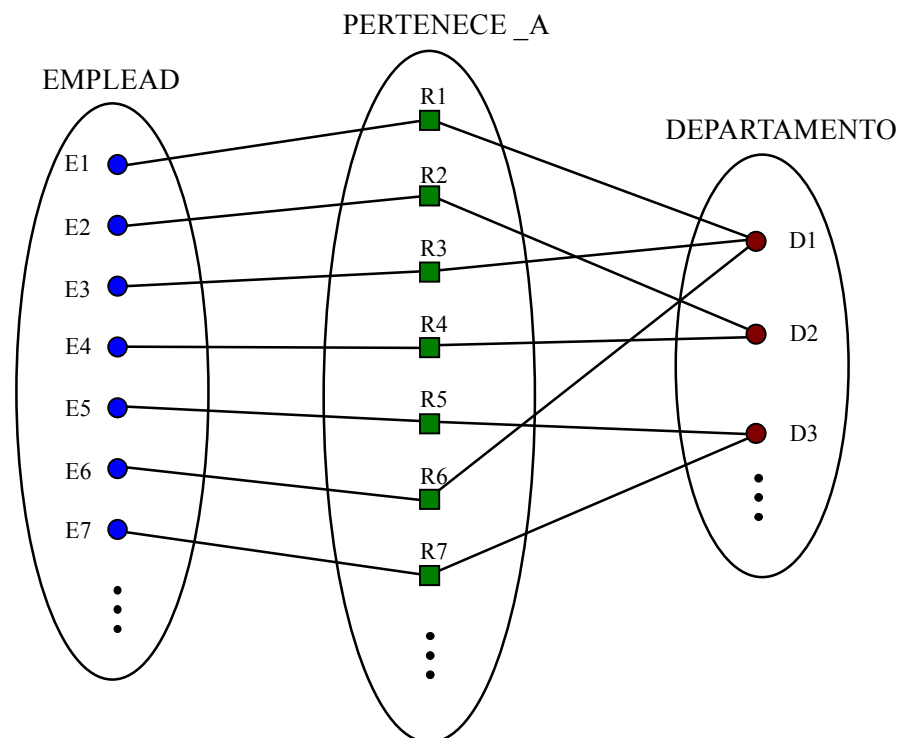 PERTENECE _A
EMPLEAD
DEPARTAMENTO
R1
R2
R3
R4
R5
R6
R7
E1
E2
E3
E4
E5
E6
E7
D1
D2
D3